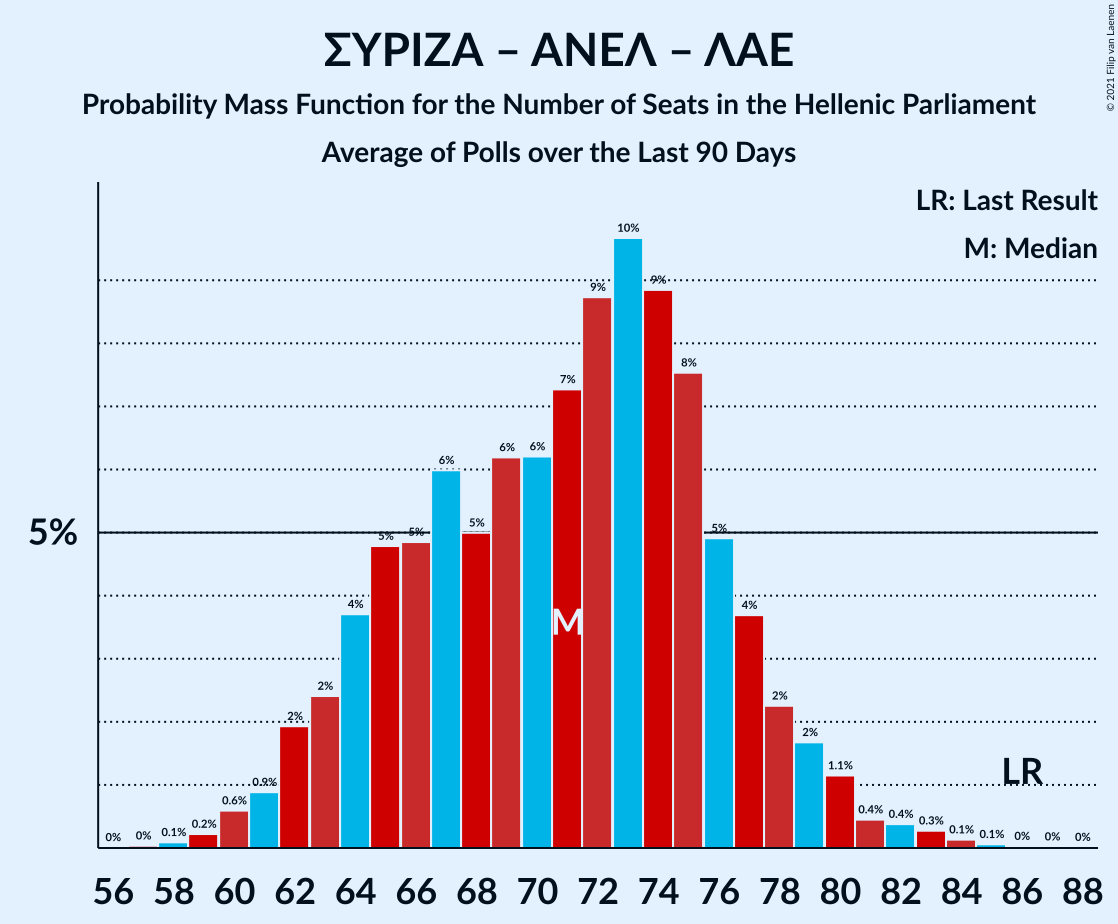 ΣΥΡΙΖΑ – ΑΝΕΛ – ΛΑΕ
Probability Mass Function for the Number of Seats in the Hellenic Parliament
Average of Polls over the Last 90 Days
© 2021 Filip van Laenen
LR: Last Result
M: Median
5%
0% 0% 0.1% 0.2% 0.6% 0.9% 2% 2% 4% 5% 5% 6% 5% 6% 6% 7% 9% 10% 9% 8% 5% 4% 2% 2% 1.1% 0.4% 0.4% 0.3% 0.1% 0.1% 0% 0% 0%
M
LR
56 58 60 62 64 66 68 70 72 74 76 78 80 82 84 86 88